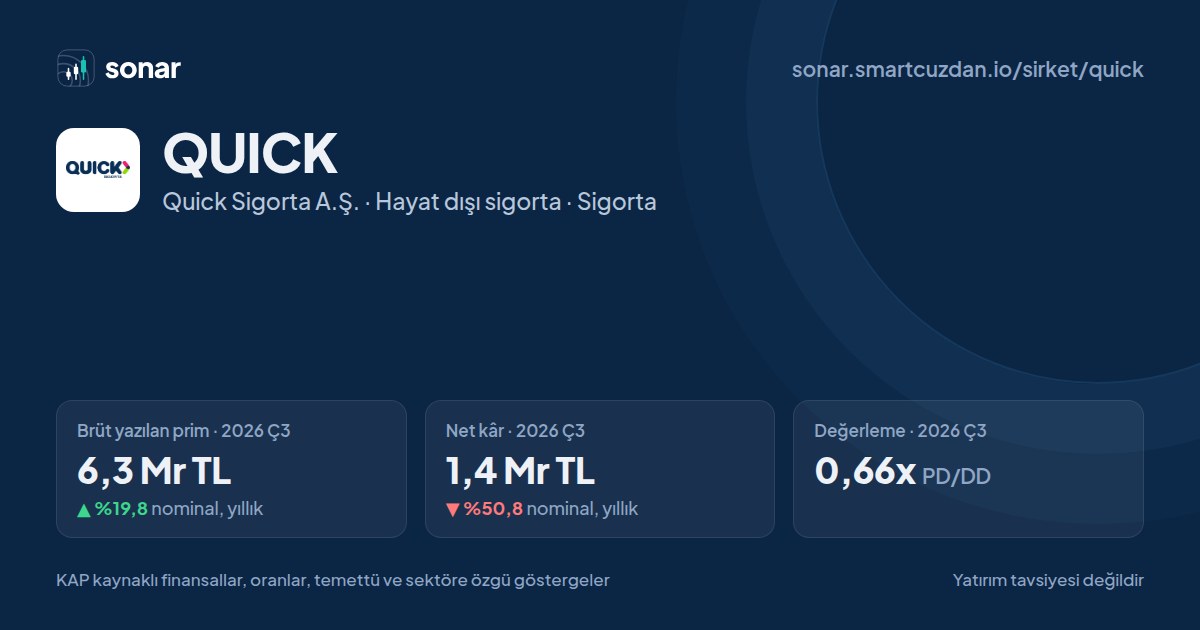 sonar
sonar.smartcuzdan.io/sirket/quick
QUICK
QUICK
Quick Sigorta A.Ş. · Hayat dışı sigorta · Sigorta
Brüt yazılan prim · 2026 Ç3
6,3 Mr TL
▲ %19,8 nominal, yıllık
Net kâr · 2026 Ç3
1,4 Mr TL
▼ %50,8 nominal, yıllık
Değerleme · 2026 Ç3
0,66x PD/DD
KAP kaynaklı finansallar, oranlar, temettü ve sektöre özgü göstergeler
Yatırım tavsiyesi değildir